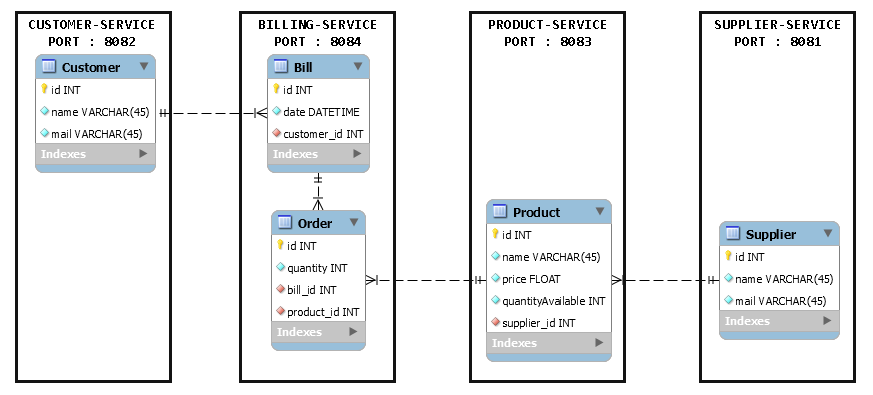 CUSTOMER-SERVICE
PORT : 8082
Customer
id INT
name VARCHAR(45)
mail VARCHAR(45)
Indexes
BILLING-SERVICE
PORT : 8084
Bill
id INT
date DATETIME
customer_id INT
Indexes
Order
id INT
quantity INT
bill_id INT
product_id INT
Indexes
PRODUCT-SERVICE
PORT : 8083
Product
id INT
name VARCHAR(45)
price FLOAT
quantityAvailable INT
supplier_id INT
Indexes
SUPPLIER-SERVICE
PORT : 8081
Supplier
id INT
name VARCHAR(45)
mail VARCHAR(45)
Indexes